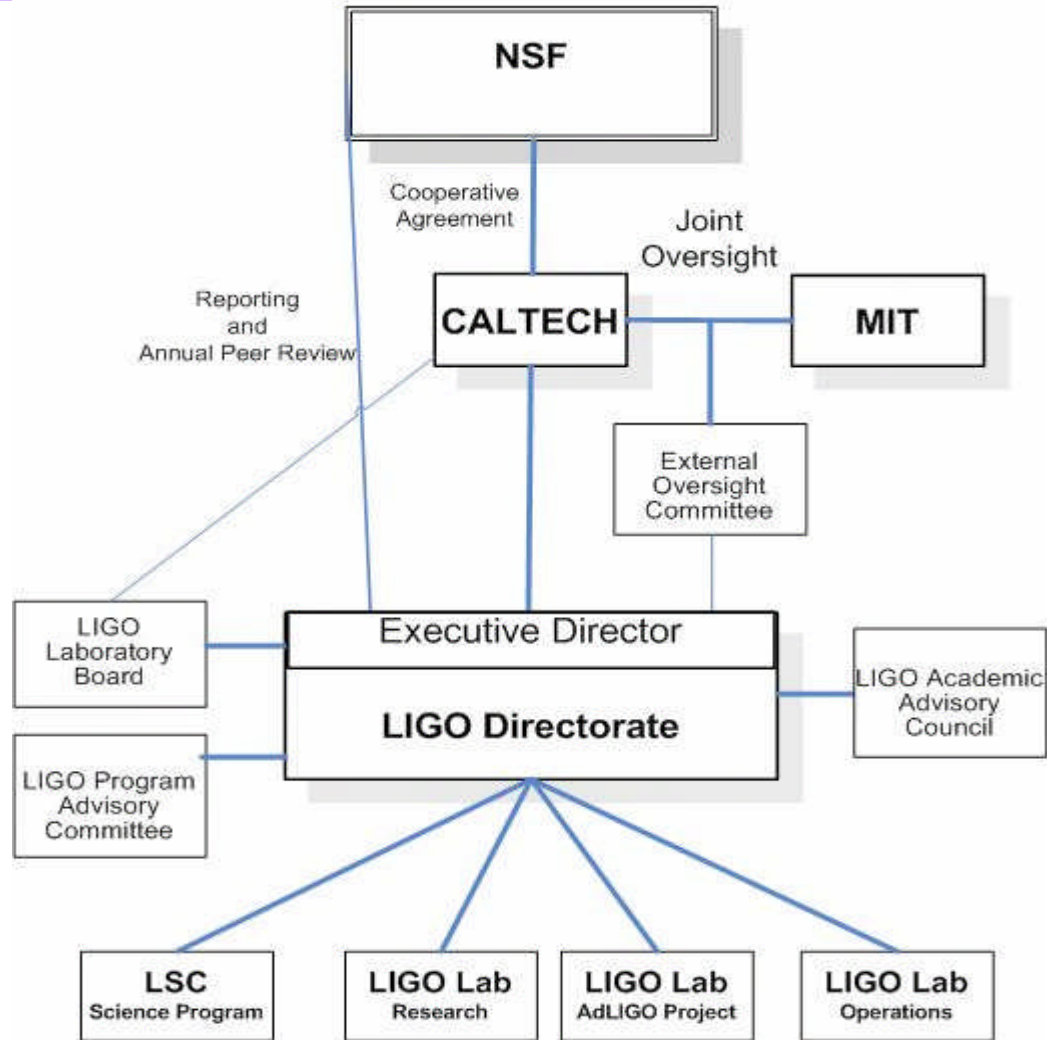 NSF
Cooperative
Agreement
Joint
Oversight
CALTECH
MIT
Reporting
and
Annual Peer Review
External
Oversight
Committee
LIGO
Laboratory
Board
Executive Director
LIGO Directorate
LIGO Academic
Advisory
Council
LIGO Program
Advisory
Committee
LSC
Science Program
LIGO Lab
Research
LIGO Lab
AdLIGO Project
LIGO Lab
Operations